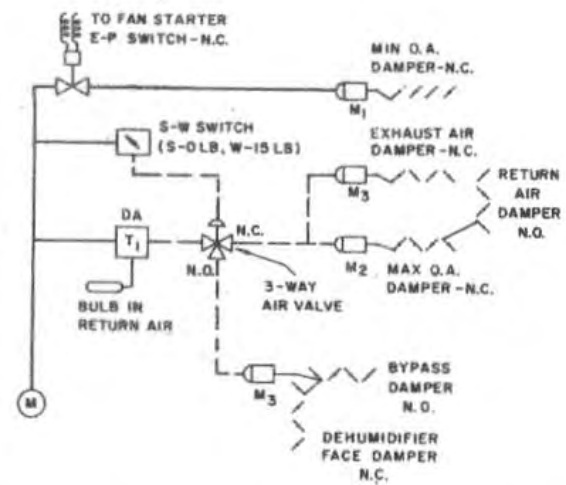 TO FAN STARTER
E-P SWITCH-N.C.
MIN O.A.
DAMPER-N.C.
M1
S-W SWITCH
(S-0 LB, W-15 LB)
EXHAUST AIR
DAMPER-N.C.
M3
RETURN
AIR
DAMPER
N.O.
DA
T1
N.C.
N.O.
M2
MAX O.A.
DAMPER-N.C.
3-WAY
AIR VALVE
BULB IN
RETURN AIR
M
M3
BYPASS
DAMPER
N.O.
DEHUMIDIFIER
FACE DAMPER
N.C.